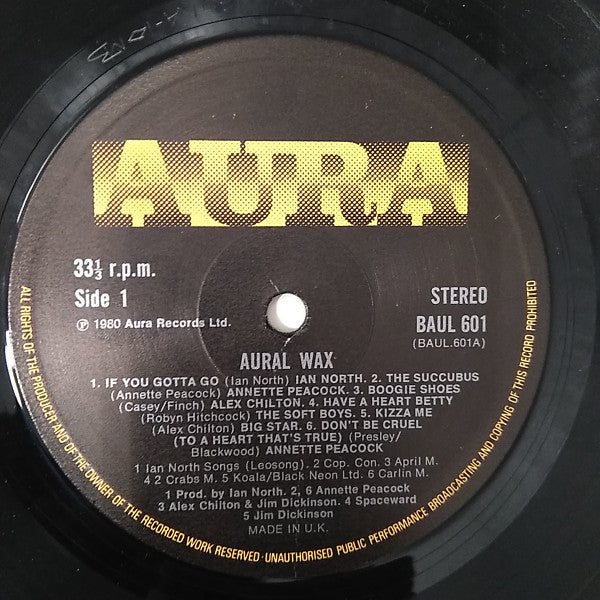 AURA
33⅓ r.p.m.
Side 1
℗ 1980 Aura Records Ltd.
STEREO
BAUL 601
(BAUL.601A)
AURAL WAX
1. IF YOU GOTTA GO (Ian North) IAN NORTH. 2. THE SUCCUBUS
(Annette Peacock) ANNETTE PEACOCK. 3. BOOGIE SHOES
(Casey/Finch) ALEX CHILTON. 4. HAVE A HEART BETTY
(Robyn Hitchcock) THE SOFT BOYS. 5. KIZZA ME
(Alex Chilton) BIG STAR. 6. DON'T BE CRUEL
(TO A HEART THAT'S TRUE) (Presley/
Blackwood) ANNETTE PEACOCK
1 Ian North Songs (Leosong). 2 Cop. Con. 3 April M.
4 2 Crabs M. 5 Koala/Black Neon Ltd. 6 Carlin M.
1 Prod. by Ian North. 2, 6 Annette Peacock
3 Alex Chilton & Jim Dickinson. 4 Spaceward
5 Jim Dickinson
MADE IN U.K.
ALL RIGHTS OF THE PRODUCER AND OF THE OWNER OF THE RECORDED WORK RESERVED · UNAUTHORISED PUBLIC PERFORMANCE BROADCASTING AND COPYING OF THIS RECORD PROHIBITED